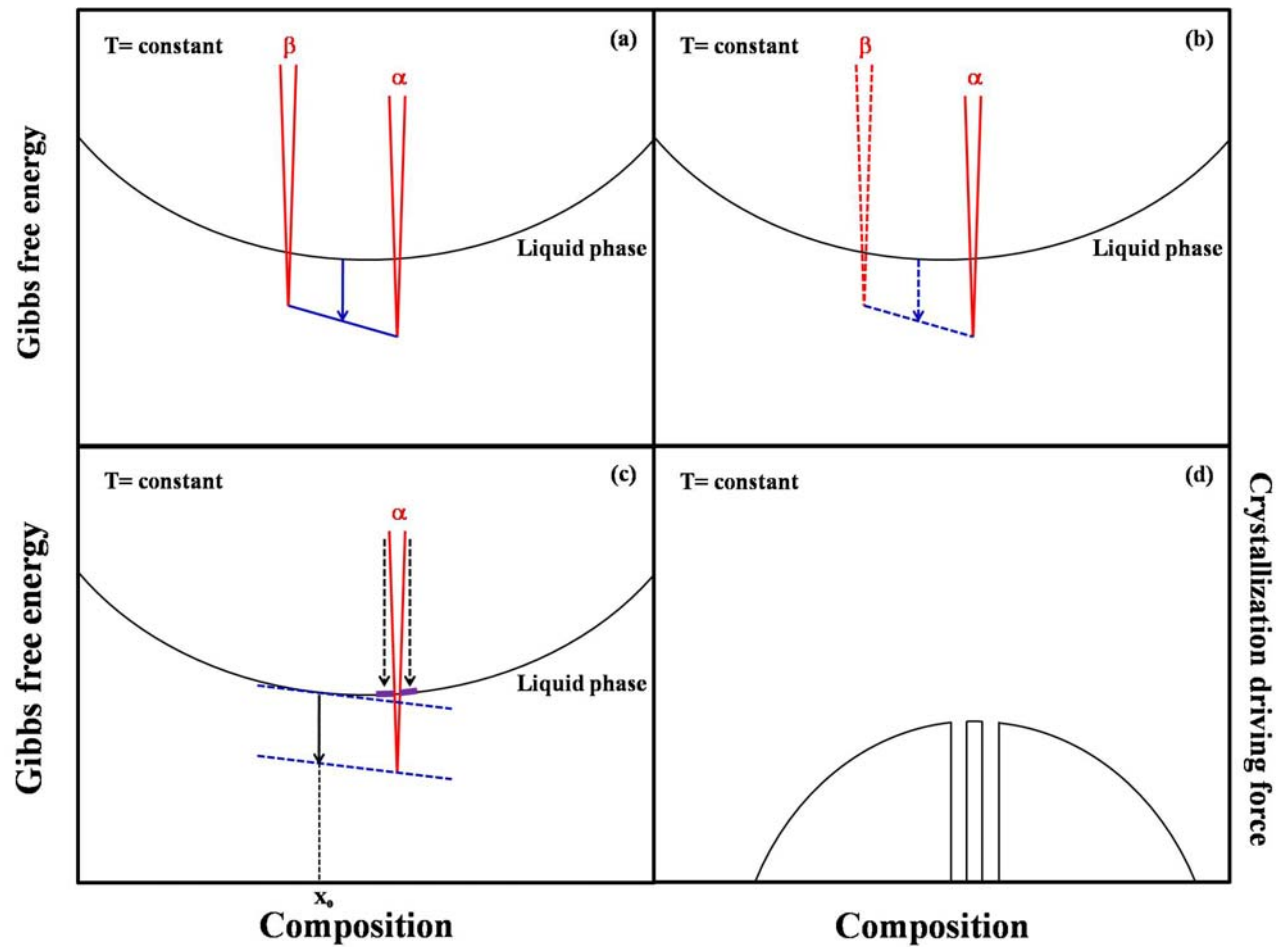 T= constant
(a)
β
α
Liquid phase
Gibbs free energy
T= constant
(b)
β
α
Liquid phase
T= constant
(c)
α
Liquid phase
Gibbs free energy
x₀
Composition
T= constant
(d)
Crystallization driving force
Composition